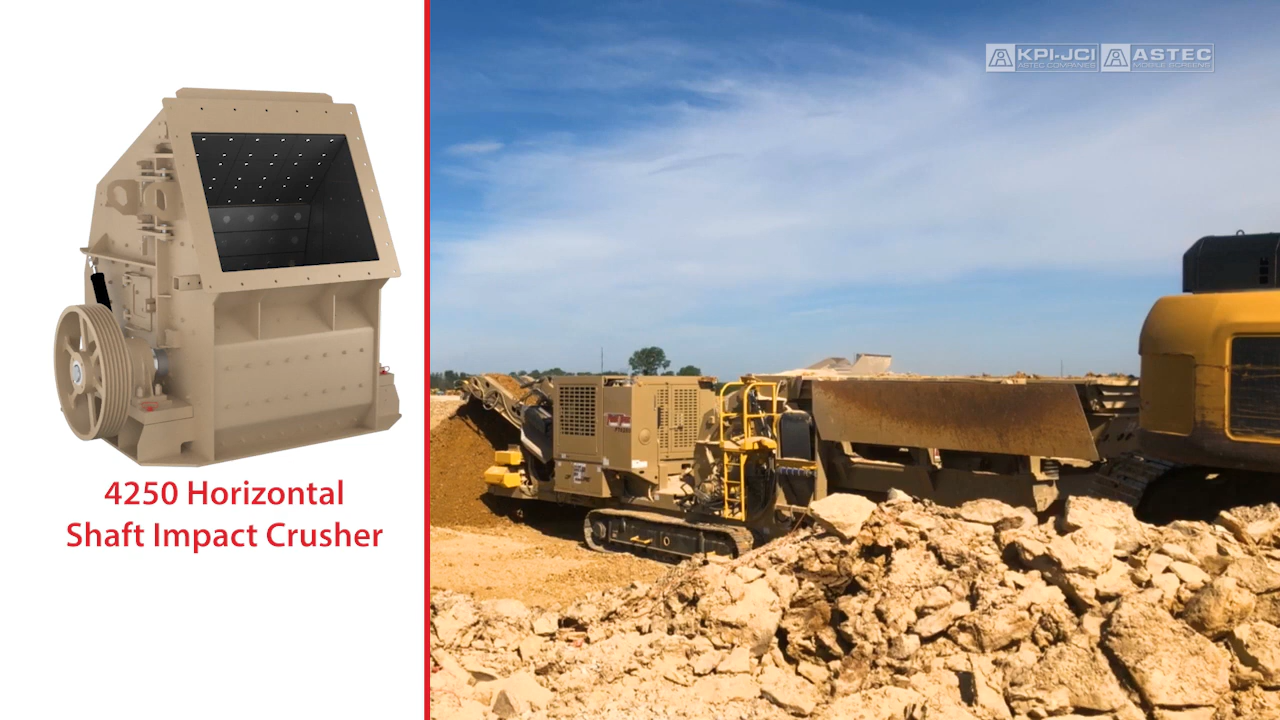 4250 Horizontal
Shaft Impact Crusher
KPI-JCI
ASTEC COMPANIES
ASTEC
MOBILE SCREENS